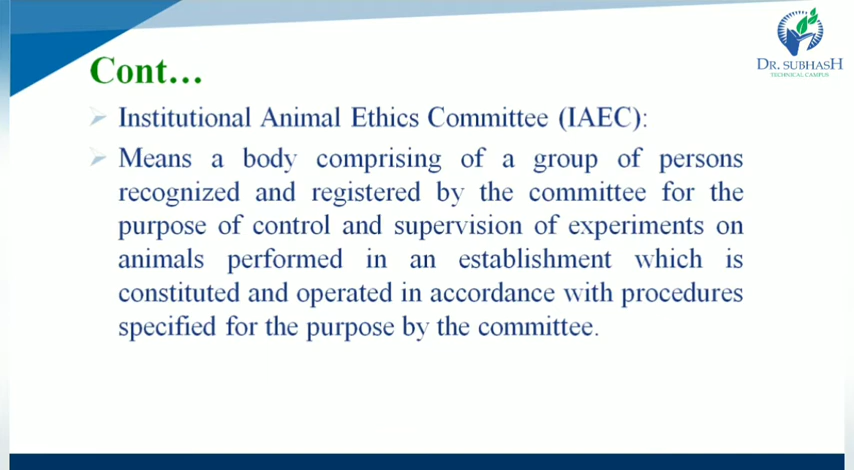 DR. SUBHASH
TECHNICAL CAMPUS
Cont…
Institutional Animal Ethics Committee (IAEC):
Means a body comprising of a group of persons
recognized and registered by the committee for the
purpose of control and supervision of experiments on
animals performed in an establishment which is
constituted and operated in accordance with procedures
specified for the purpose by the committee.